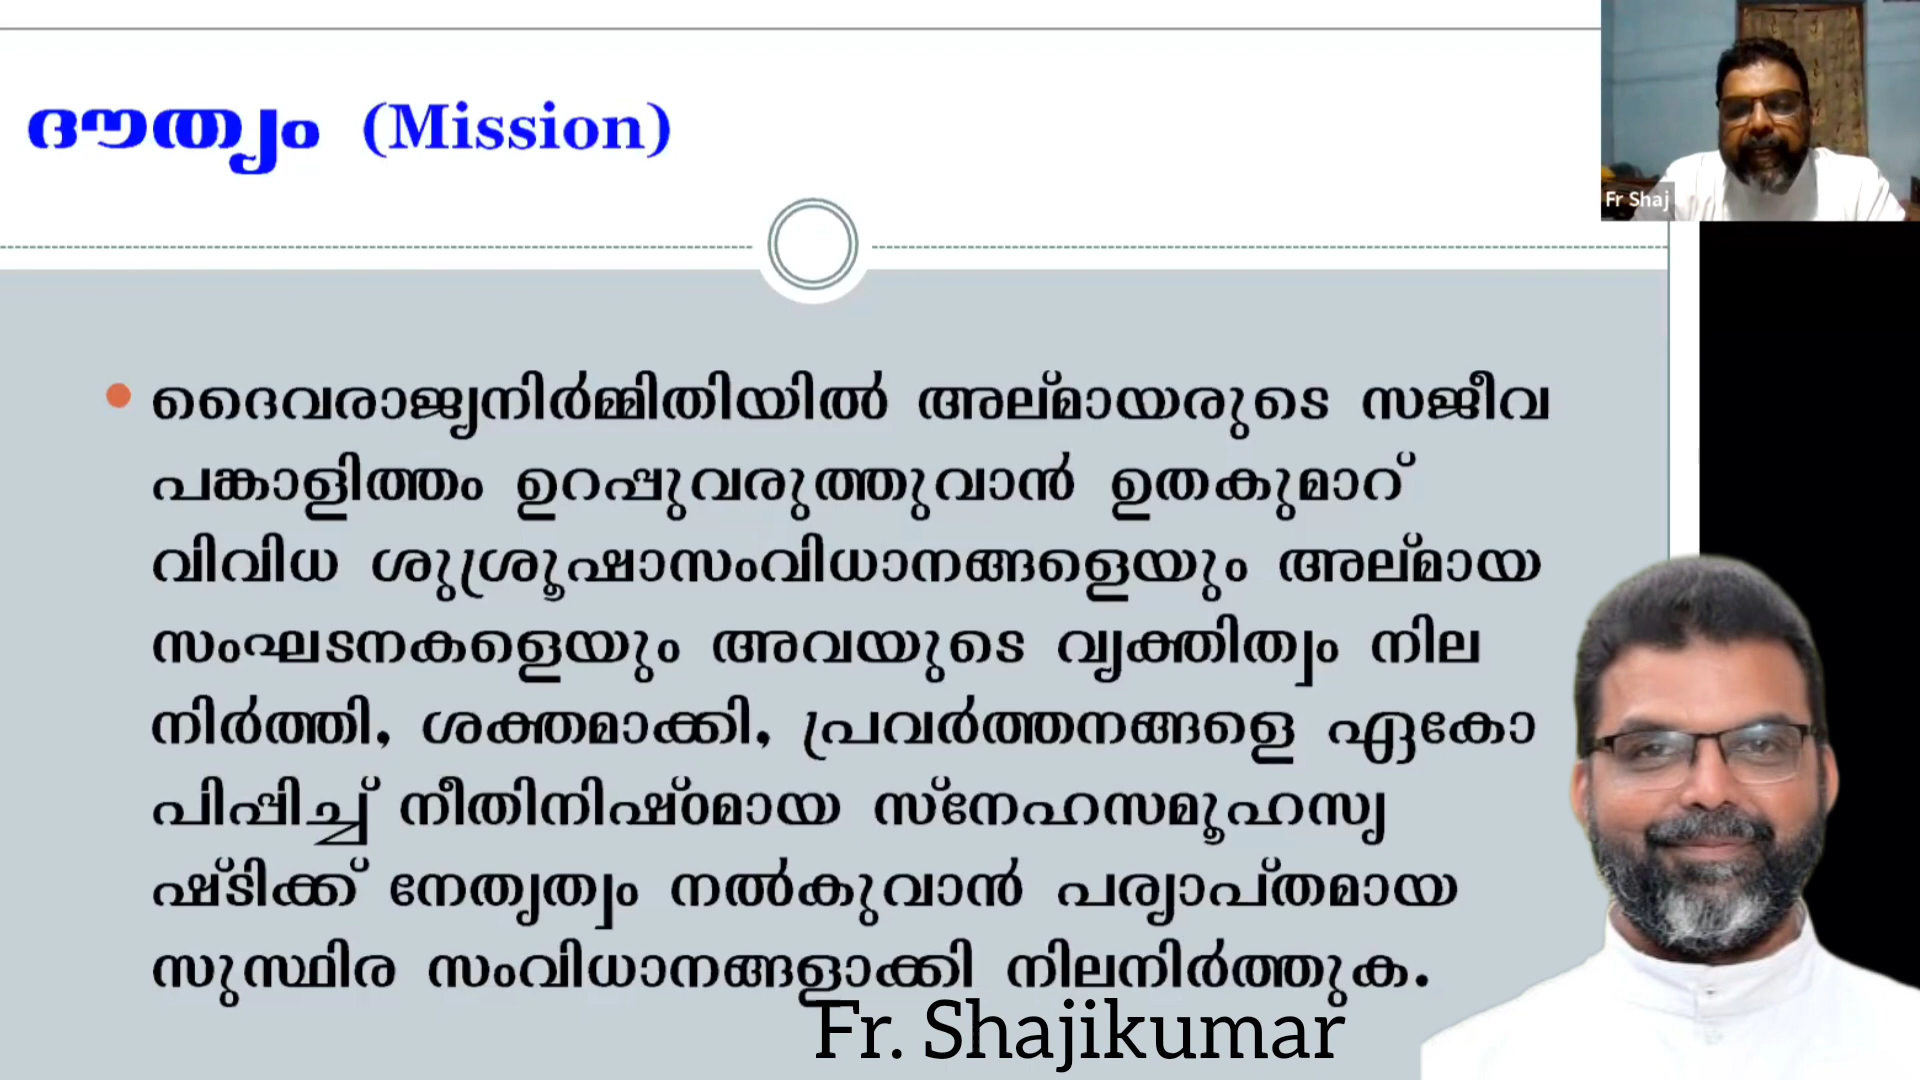 ദൗത്യം (Mission)
Fr Shaj
ദൈവരാജ്യനിർമ്മിതിയിൽ അല്മായരുടെ സജീവ
പങ്കാളിത്തം ഉറപ്പുവരുത്തുവാൻ ഉതകുമാറ്
വിവിധ ശുശ്രൂഷാസംവിധാനങ്ങളെയും അല്മായ
സംഘടനകളെയും അവയുടെ വ്യക്തിത്വം നില
നിർത്തി, ശക്തമാക്കി, പ്രവർത്തനങ്ങളെ ഏകോ
പിപ്പിച്ച് നീതിനിഷ്ഠമായ സ്നേഹസമൂഹസൃ
ഷ്ടിക്ക് നേതൃത്വം നൽകുവാൻ പര്യാപ്തമായ
സുസ്ഥിര സംവിധാനങ്ങളാക്കി നിലനിർത്തുക.
Fr. Shajikumar